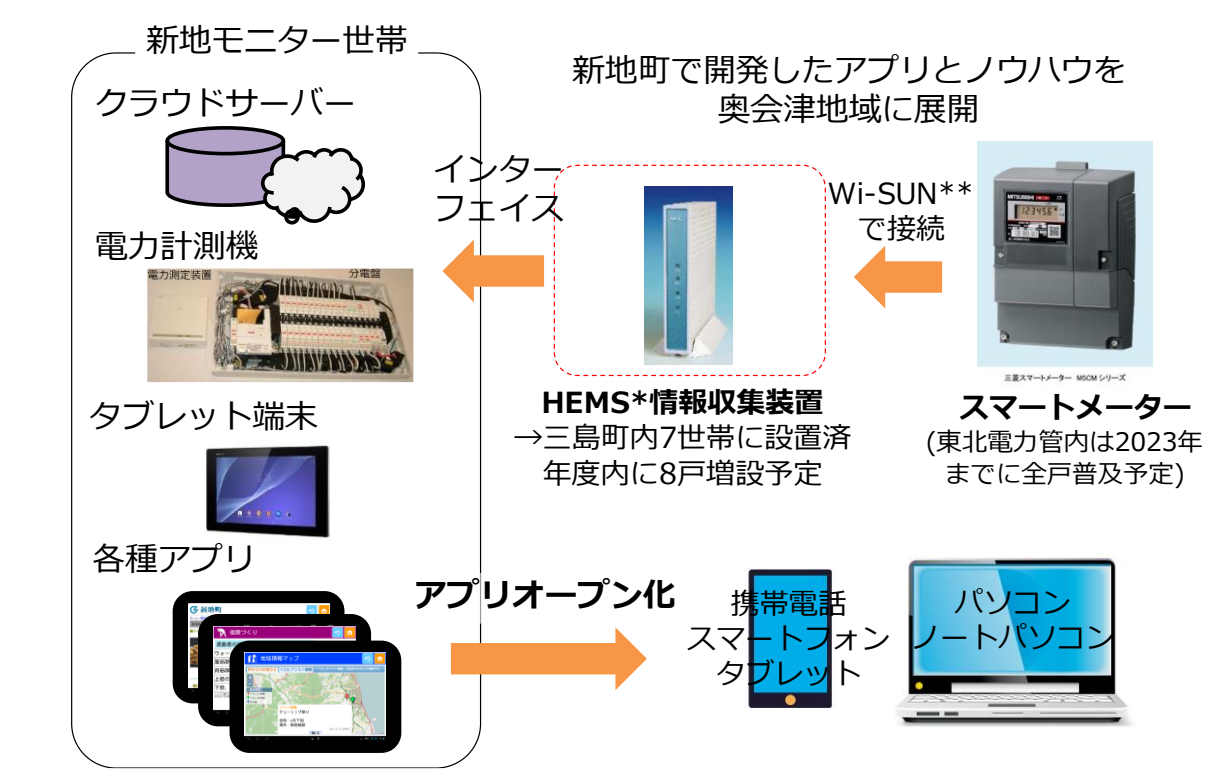 新地モニター世帯
クラウドサーバー
電力計測機
電力測定装置
分電盤
タブレット端末
各種アプリ
新地町
健康づくり
地域情報マップ
新地町で開発したアプリとノウハウを
奥会津地域に展開
インター
フェイス
Wi-SUN**
で接続
MITSUBISHI
三菱スマートメーター M5CMシリーズ
HEMS*情報収集装置
→三島町内7世帯に設置済
年度内に8戸増設予定
スマートメーター
(東北電力管内は2023年
までに全戸普及予定)
アプリオープン化
携帯電話
スマートフォン
タブレット
パソコン
ノートパソコン